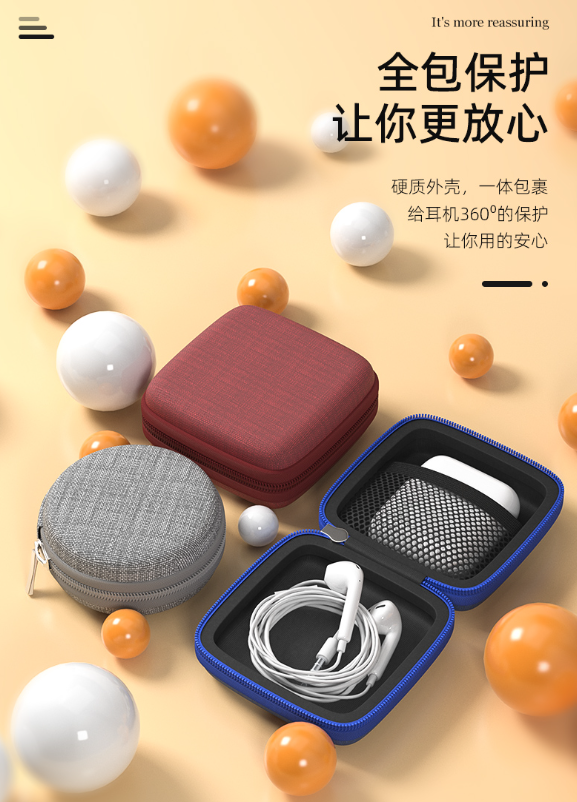 It's more reassuring
全包保护
让你更放心
硬质外壳，一体包裹
给耳机360⁰的保护
让你用的安心